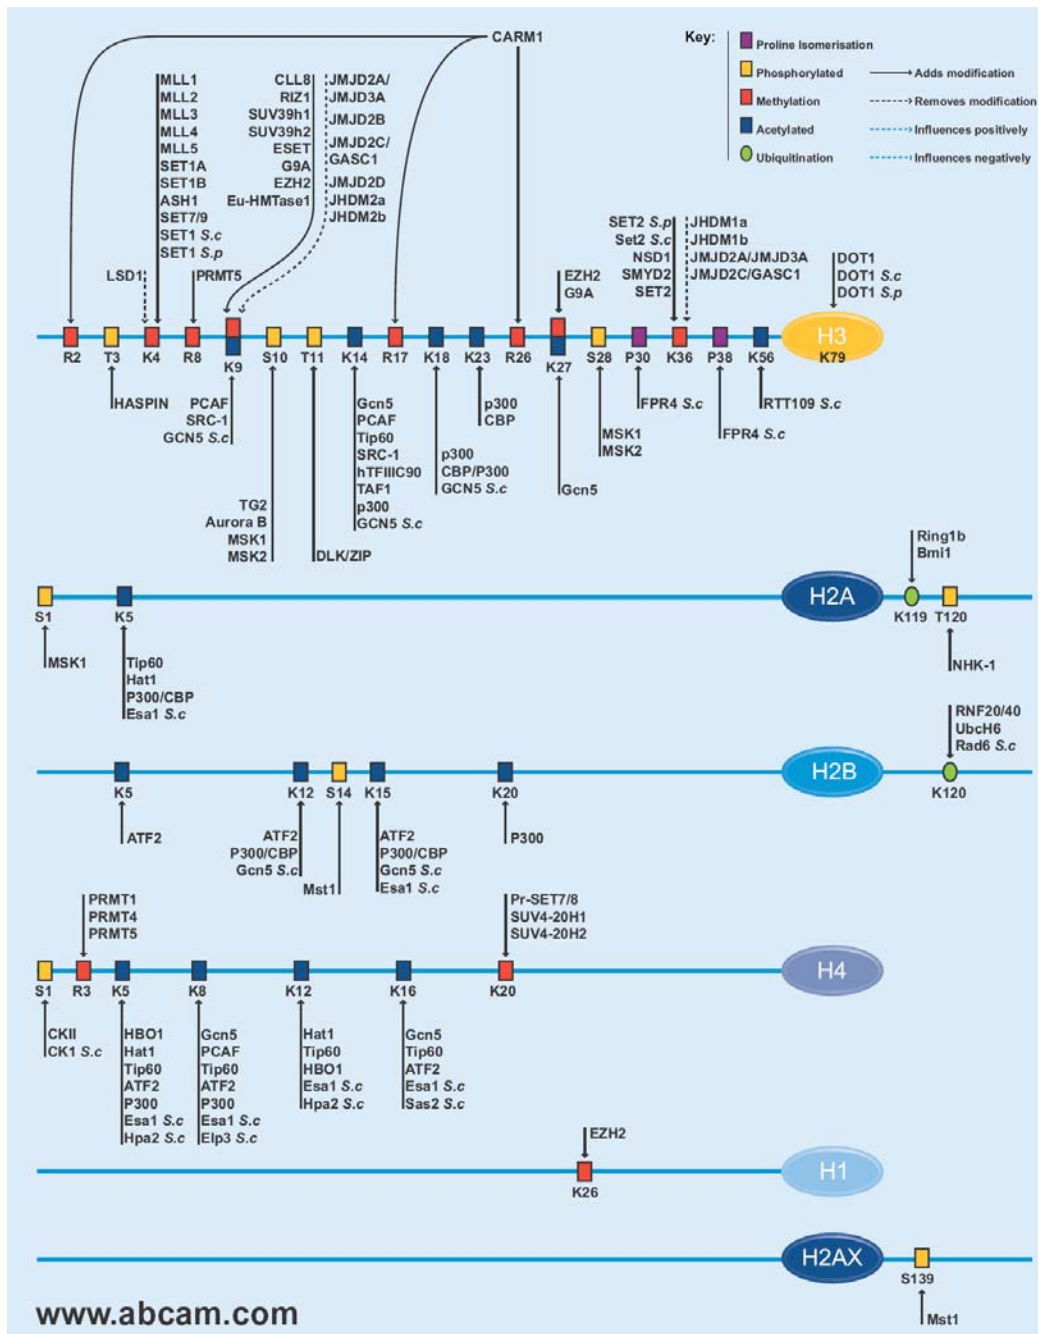 CARM1
Key:
Proline Isomerisation
Phosphorylated
Adds modification
Methylation
Removes modification
Acetylated
Influences positively
Ubiquitination
Influences negatively
MLL1
MLL2
MLL3
MLL4
MLL5
SET1A
SET1B
ASH1
SET7/9
SET1 S.c
SET1 S.p
CLL8
RIZ1
SUV39h1
SUV39h2
ESET
G9A
EZH2
Eu-HMTase1
JMJD2A/
JMJD3A
JMJD2B
JMJD2C/
GASC1
JMJD2D
JHDM2a
JHDM2b
LSD1
PRMT5
EZH2
G9A
SET2 S.p
Set2 S.c
NSD1
SMYD2
SET2
JHDM1a
JHDM1b
JMJD2A/JMJD3A
JMJD2C/GASC1
DOT1
DOT1 S.c
DOT1 S.p
H3
R2 T3 K4 R8 K9 S10 T11 K14 R17 K18 K23 R26 K27 S28 P30 K36 P38 K56 K79
HASPIN
PCAF
SRC-1
GCN5 S.c
TG2
Aurora B
MSK1
MSK2
DLK/ZIP
Gcn5
PCAF
Tip60
SRC-1
hTFIIIC90
TAF1
p300
GCN5 S.c
p300
CBP/P300
GCN5 S.c
p300
CBP
Gcn5
MSK1
MSK2
FPR4 S.c
FPR4 S.c
RTT109 S.c
Ring1b
Bmi1
H2A
S1 K5 K119 T120
MSK1
Tip60
Hat1
P300/CBP
Esa1 S.c
NHK-1
RNF20/40
UbcH6
Rad6 S.c
H2B
K5 K12 S14 K15 K20 K120
ATF2
ATF2
P300/CBP
Gcn5 S.c
Mst1
ATF2
P300/CBP
Gcn5 S.c
Esa1 S.c
P300
PRMT1
PRMT4
PRMT5
Pr-SET7/8
SUV4-20H1
SUV4-20H2
H4
S1 R3 K5 K8 K12 K16 K20
CKII
CK1 S.c
HBO1
Hat1
Tip60
ATF2
P300
Esa1 S.c
Hpa2 S.c
Gcn5
PCAF
Tip60
ATF2
P300
Esa1 S.c
Elp3 S.c
Hat1
Tip60
HBO1
Esa1 S.c
Hpa2 S.c
Gcn5
Tip60
ATF2
Esa1 S.c
Sas2 S.c
EZH2
H1
K26
H2AX
S139
Mst1
www.abcam.com